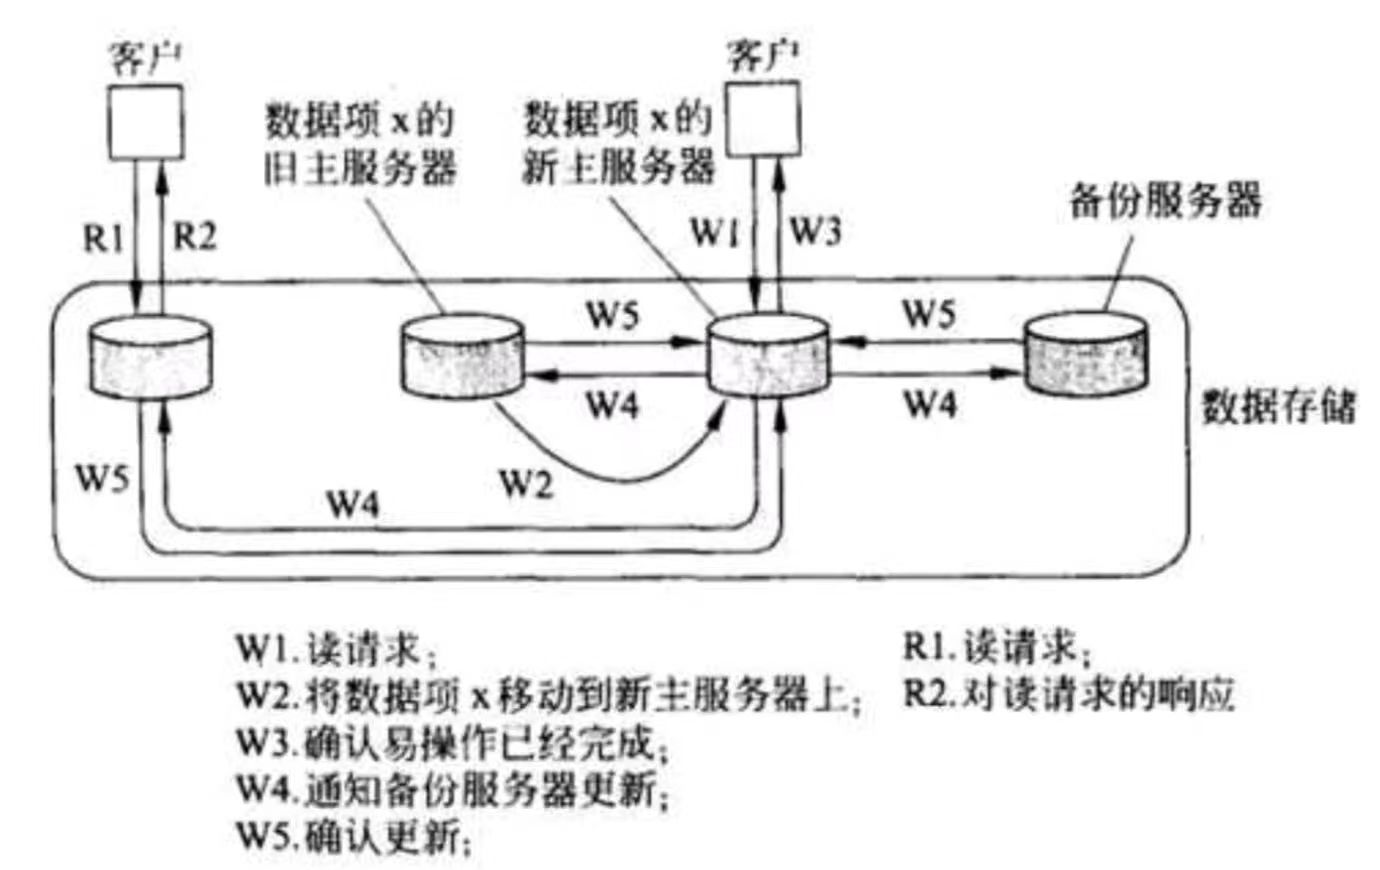 客户
客户
数据项 x 的
旧主服务器
数据项 x 的
新主服务器
备份服务器
R1
R2
W1
W3
W5
W5
W4
W4
数据存储
W5
W4
W2
W1.读请求;
W2.将数据项 x 移动到新主服务器上;
W3.确认易操作已经完成;
W4.通知备份服务器更新;
W5.确认更新;
R1.读请求;
R2.对读请求的响应